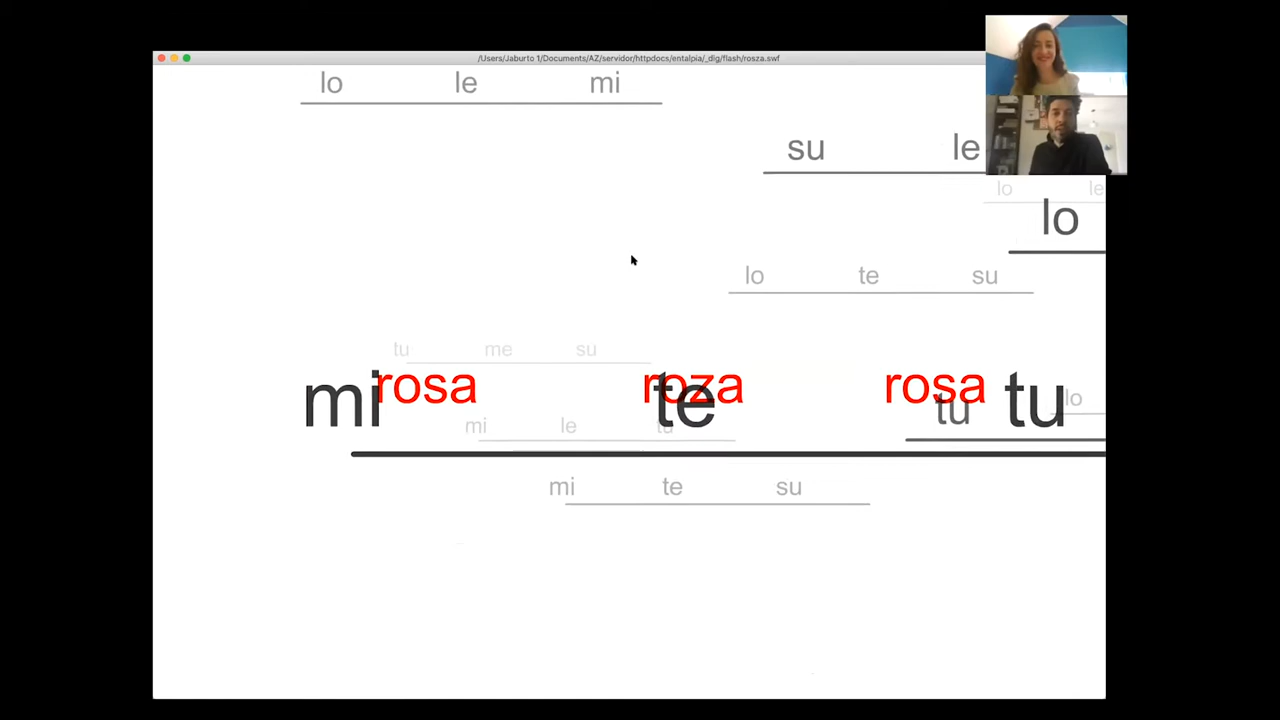 /Users/Jaburto 1/Documents/AZ/servidor/httpdocs/entalpia/_dig/flash/rosza.swf
lo le mi
su le
lo le
lo
lo te su
tu me su
rosa roza rosa
mi te tu
tu lo
mi le tu
mi te su